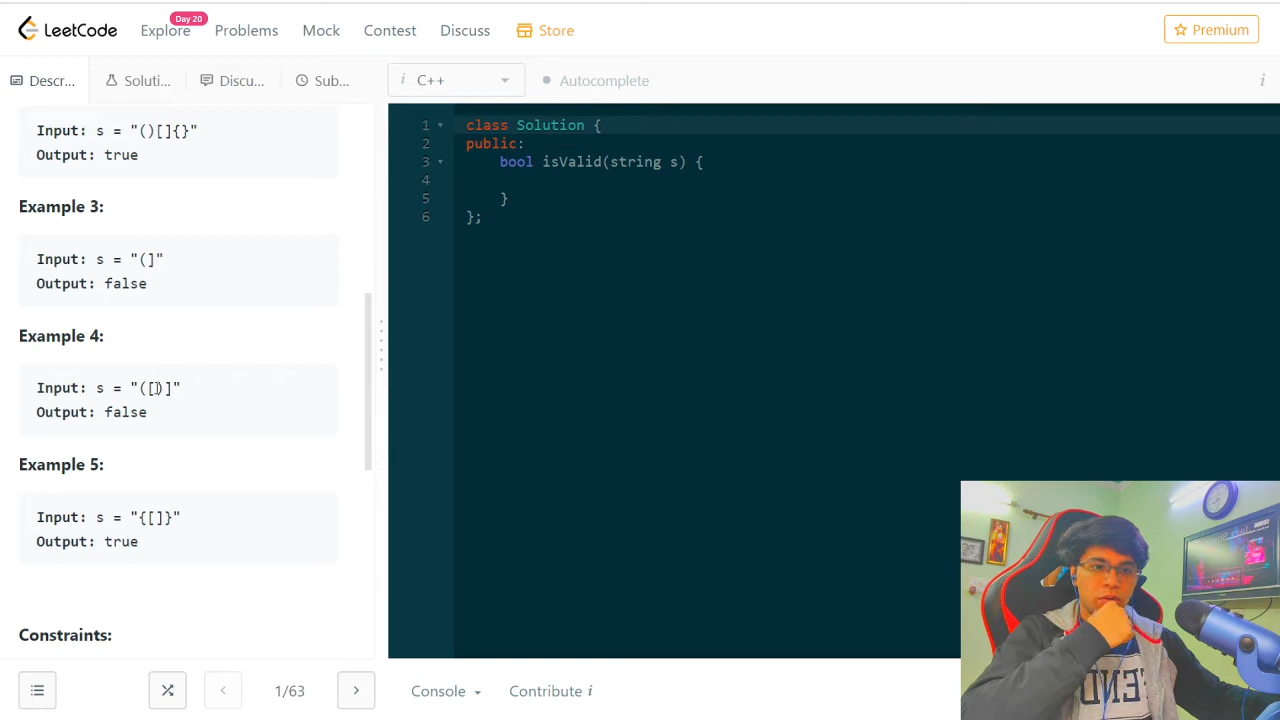 LeetCode
Explore
Day 20
Problems
Mock
Contest
Discuss
Store
Premium
Descr...
Soluti...
Discu...
Sub...
i C++
Autocomplete
i
Input: s = "()[]{}"
Output: true
Example 3:
Input: s = "(]"
Output: false
Example 4:
Input: s = "([)]"
Output: false
Example 5:
Input: s = "{[]}"
Output: true
Constraints:
1 class Solution {
2 public:
3 bool isValid(string s) {
4
5 }
6 };
1/63
Console
Contribute i